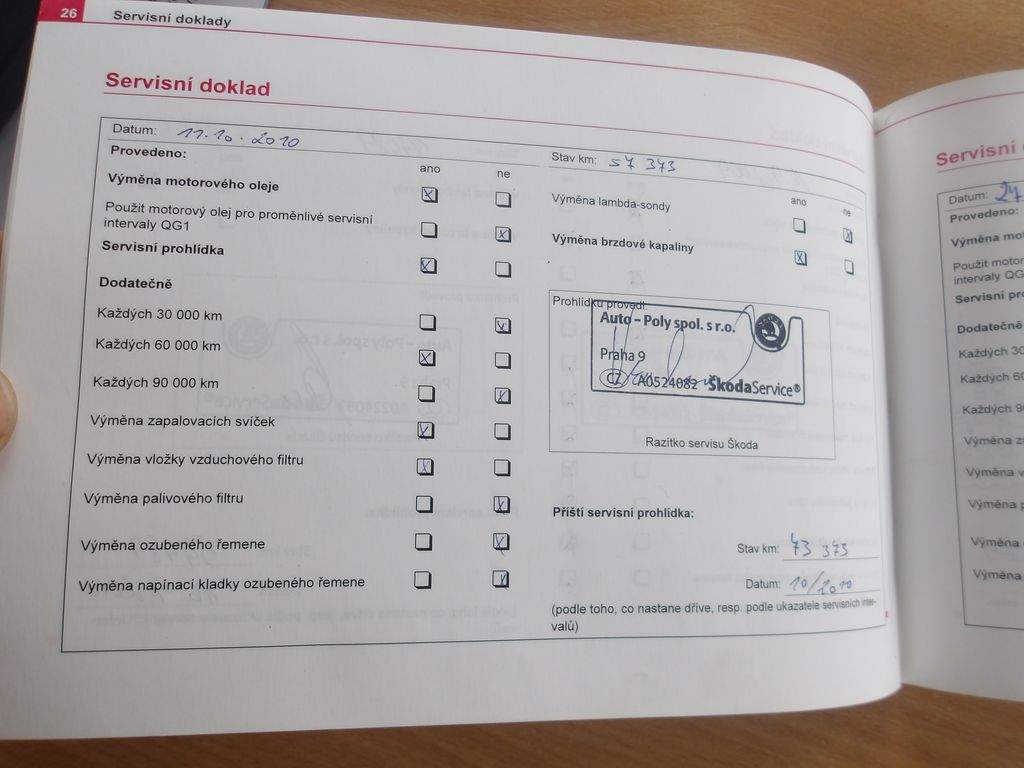 26 Servisní doklady
Servisní doklad
Datum: 11.10.2010
Provedeno:
ano ne
Výměna motorového oleje
Použit motorový olej pro proměnlivé servisní
intervaly QG1
Servisní prohlídka
Dodatečně
Každých 30 000 km
Každých 60 000 km
Každých 90 000 km
Výměna zapalovacích svíček
Výměna vložky vzduchového filtru
Výměna palivového filtru
Výměna ozubeného řemene
Výměna napínací kladky ozubeného řemene
Stav km: 57 373
ano ne
Výměna lambda-sondy
Výměna brzdové kapaliny
Prohlídku provedl:
Auto – Poly spol. s r.o.
Praha 9
CZ A0524082 ŠkodaService®
Razítko servisu Škoda
Příští servisní prohlídka:
Stav km: 73 373
Datum: 10/2010
(podle toho, co nastane dříve, resp. podle ukazatele servisních inter-
valů)
Servisní
Datum:
Provedeno:
Výměna
Použit motor
intervaly QG
Servisní pro
Dodatečně
Každých 30
Každých 60
Každých
Výměna
Výměna
Výměna
Výměna
Výměna